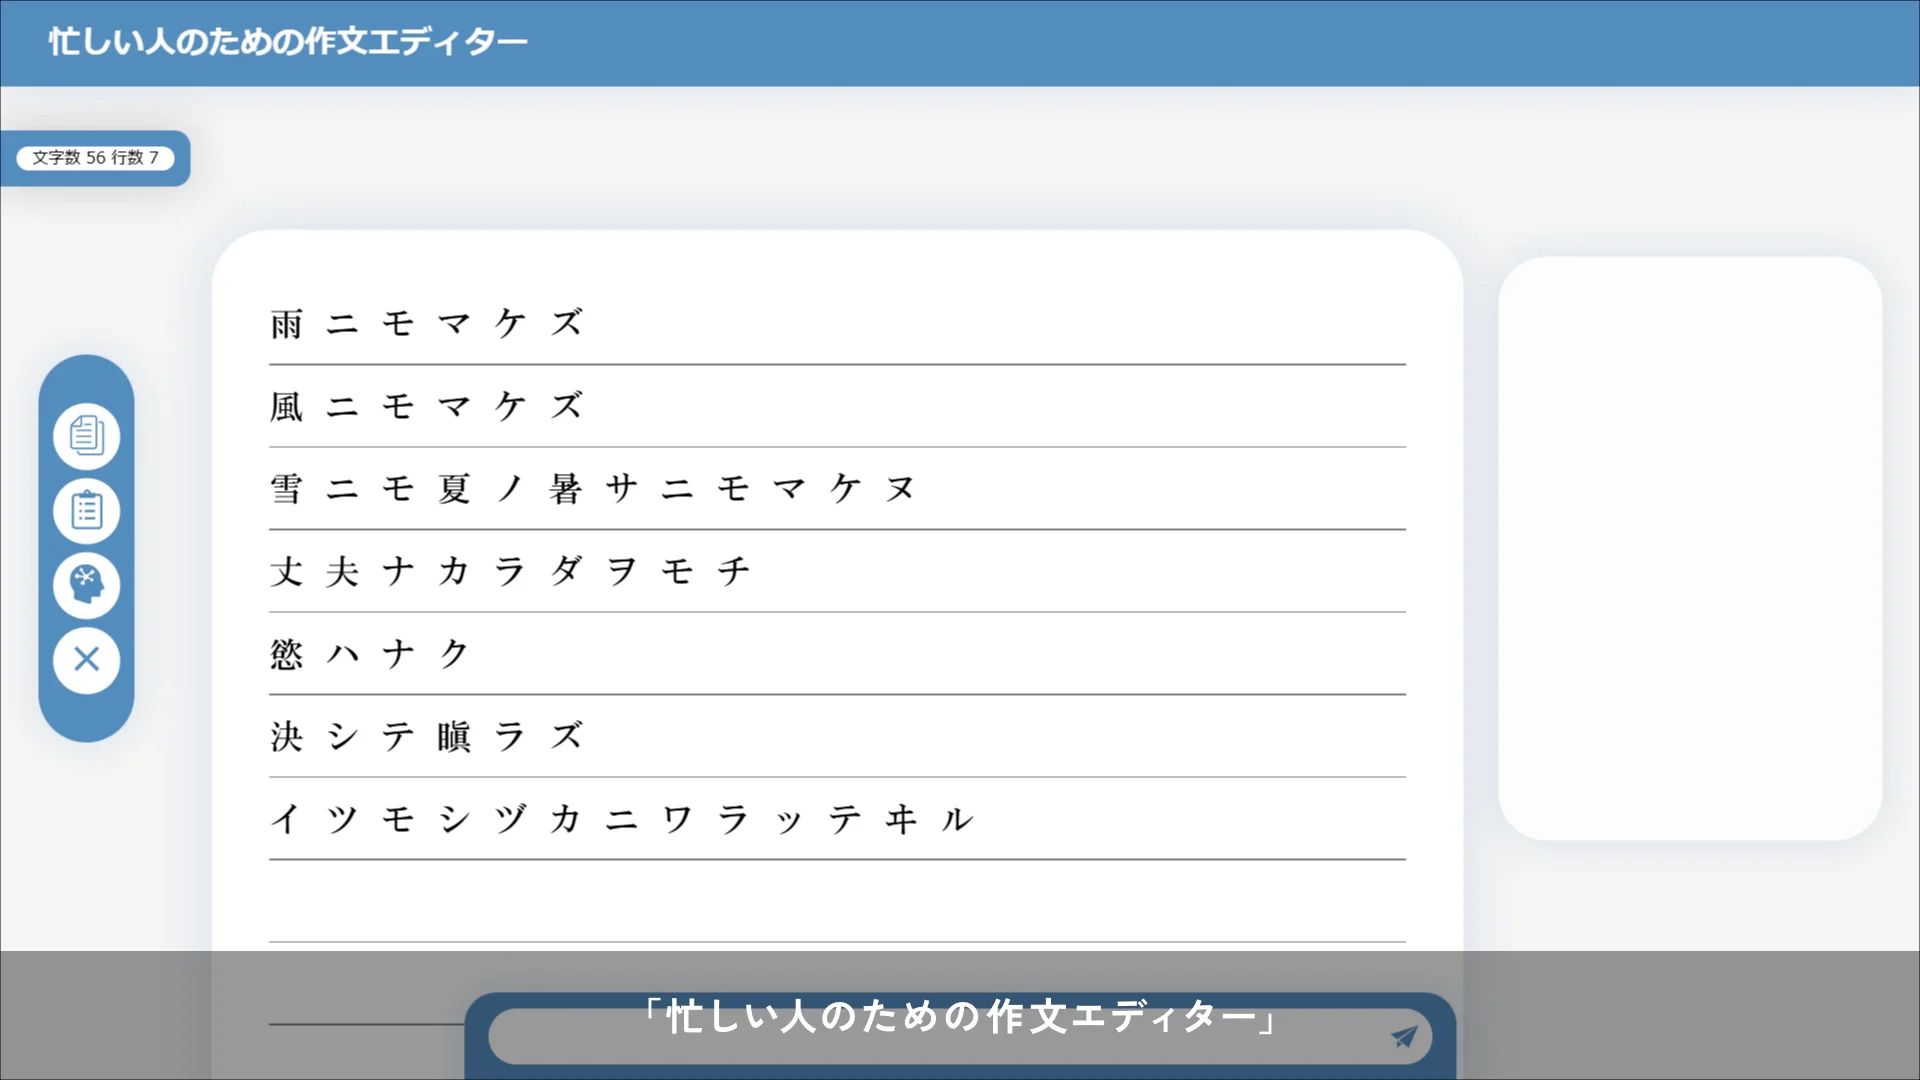 忙しい人のための作文エディター
文字数 56 行数 7
雨ニモマケズ
風ニモマケズ
雪ニモ夏ノ暑サニモマケヌ
丈夫ナカラダヲモチ
慾ハナク
決シテ瞋ラズ
イツモシヅカニワラッテヰル
「忙しい人のための作文エディター」